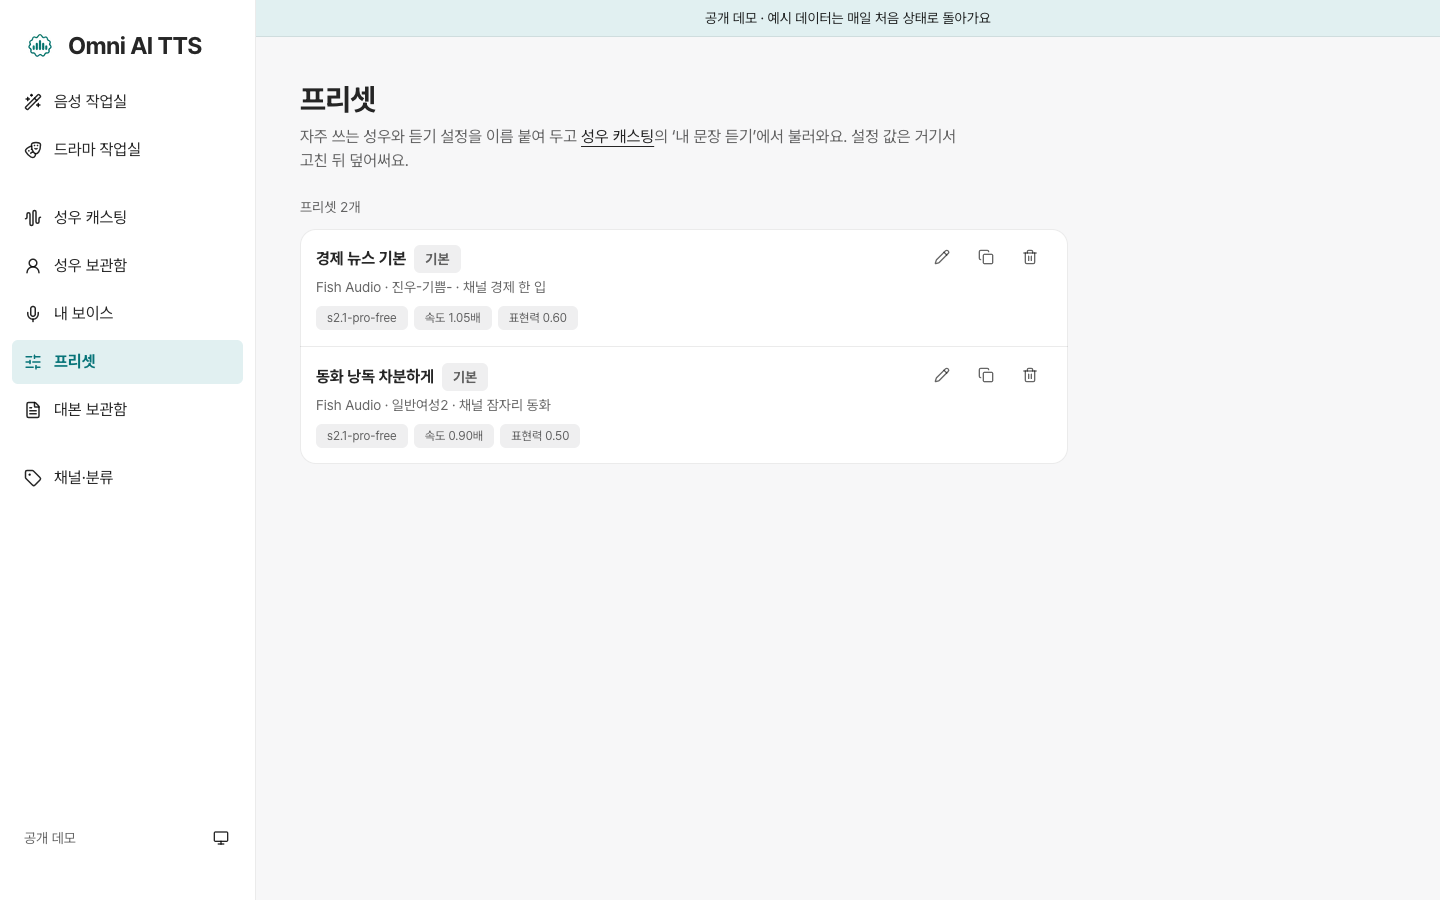 공개 데모 · 예시 데이터는 매일 처음 상태로 돌아가요
Omni AI TTS
음성 작업실
드라마 작업실
성우 캐스팅
성우 보관함
내 보이스
프리셋
대본 보관함
채널·분류
공개 데모
프리셋
자주 쓰는 성우와 듣기 설정을 이름 붙여 두고 성우 캐스팅의 ‘내 문장 듣기’에서 불러와요. 설정 값은 거기서
고친 뒤 덮어써요.
프리셋 2개
경제 뉴스 기본 기본
Fish Audio · 진우-기쁨- · 채널 경제 한 입
s2.1-pro-free 속도 1.05배 표현력 0.60
동화 낭독 차분하게 기본
Fish Audio · 일반여성2 · 채널 잠자리 동화
s2.1-pro-free 속도 0.90배 표현력 0.50